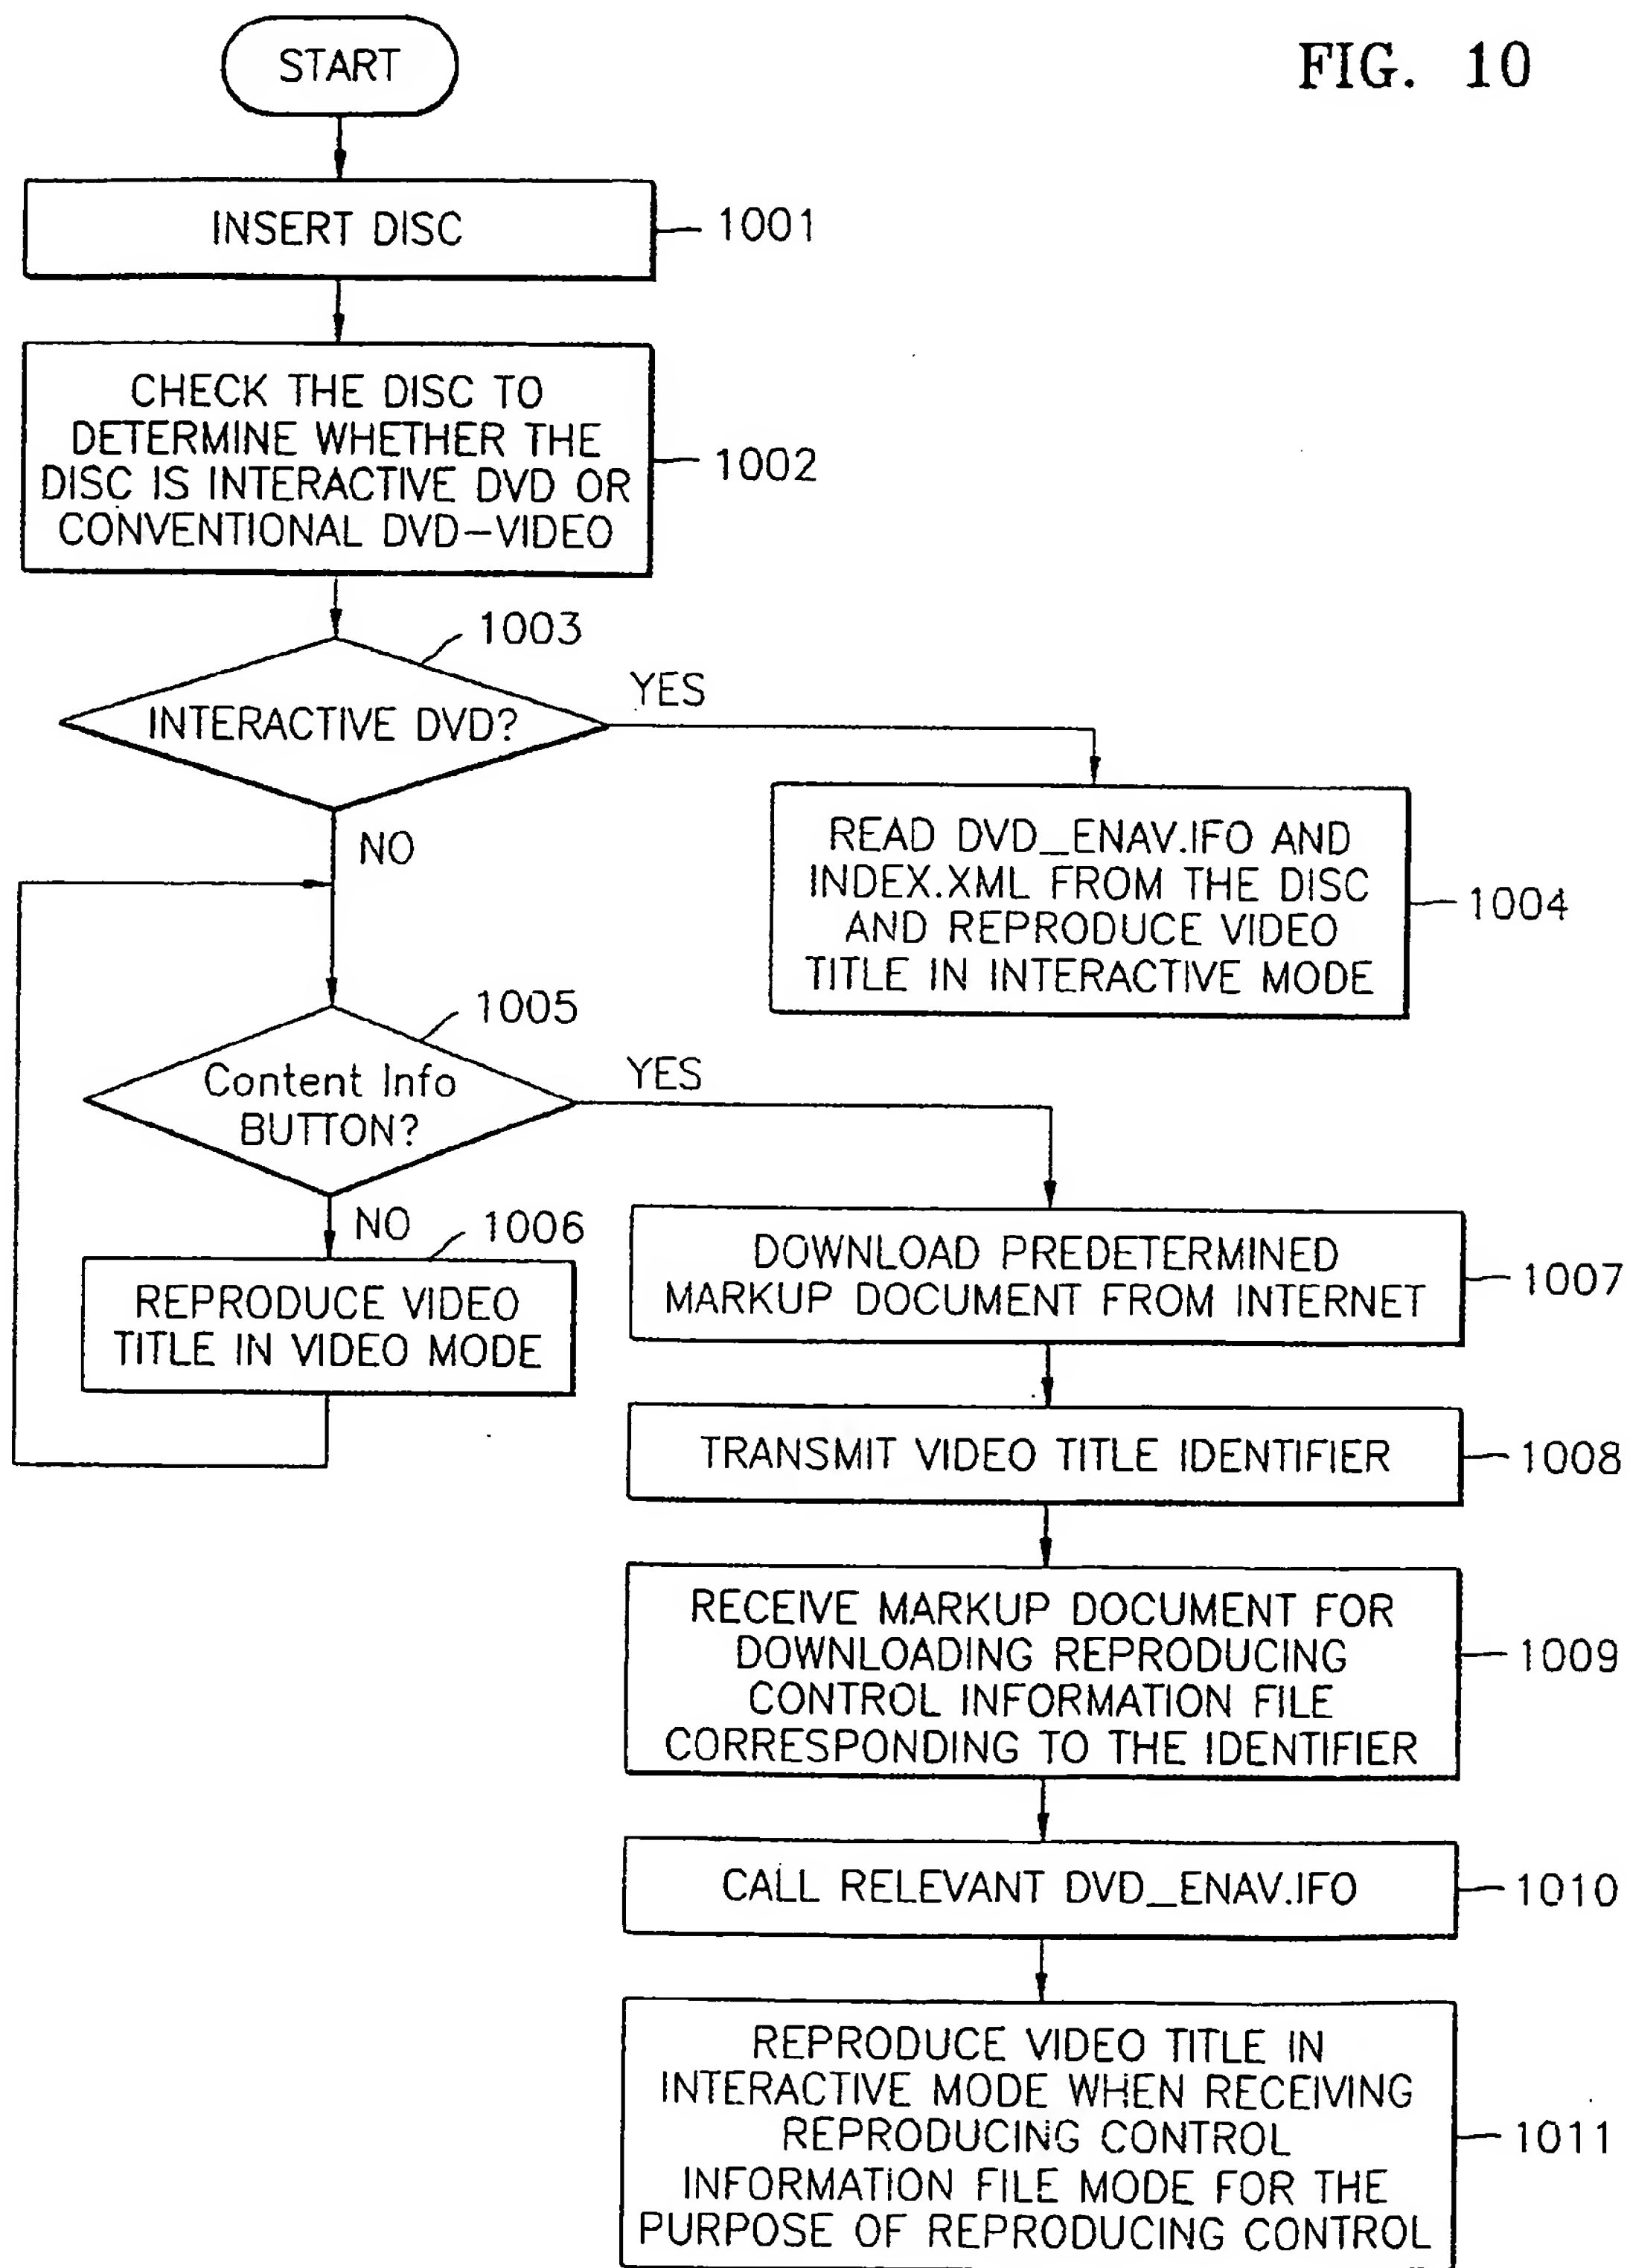 FIG. 10
START
INSERT DISC
1001
CHECK THE DISC TO
DETERMINE WHETHER THE
DISC IS INTERACTIVE DVD OR
CONVENTIONAL DVD-VIDEO
1002
1003
INTERACTIVE DVD?
YES
NO
READ DVD_ENAV.IFO AND
INDEX.XML FROM THE DISC
AND REPRODUCE VIDEO
TITLE IN INTERACTIVE MODE
1004
1005
Content Info
BUTTON?
YES
NO
1006
REPRODUCE VIDEO
TITLE IN VIDEO MODE
DOWNLOAD PREDETERMINED
MARKUP DOCUMENT FROM INTERNET
1007
TRANSMIT VIDEO TITLE IDENTIFIER
1008
RECEIVE MARKUP DOCUMENT FOR
DOWNLOADING REPRODUCING
CONTROL INFORMATION FILE
CORRESPONDING TO THE IDENTIFIER
1009
CALL RELEVANT DVD_ENAV.IFO
1010
REPRODUCE VIDEO TITLE IN
INTERACTIVE MODE WHEN RECEIVING
REPRODUCING CONTROL
INFORMATION FILE MODE FOR THE
PURPOSE OF REPRODUCING CONTROL
1011